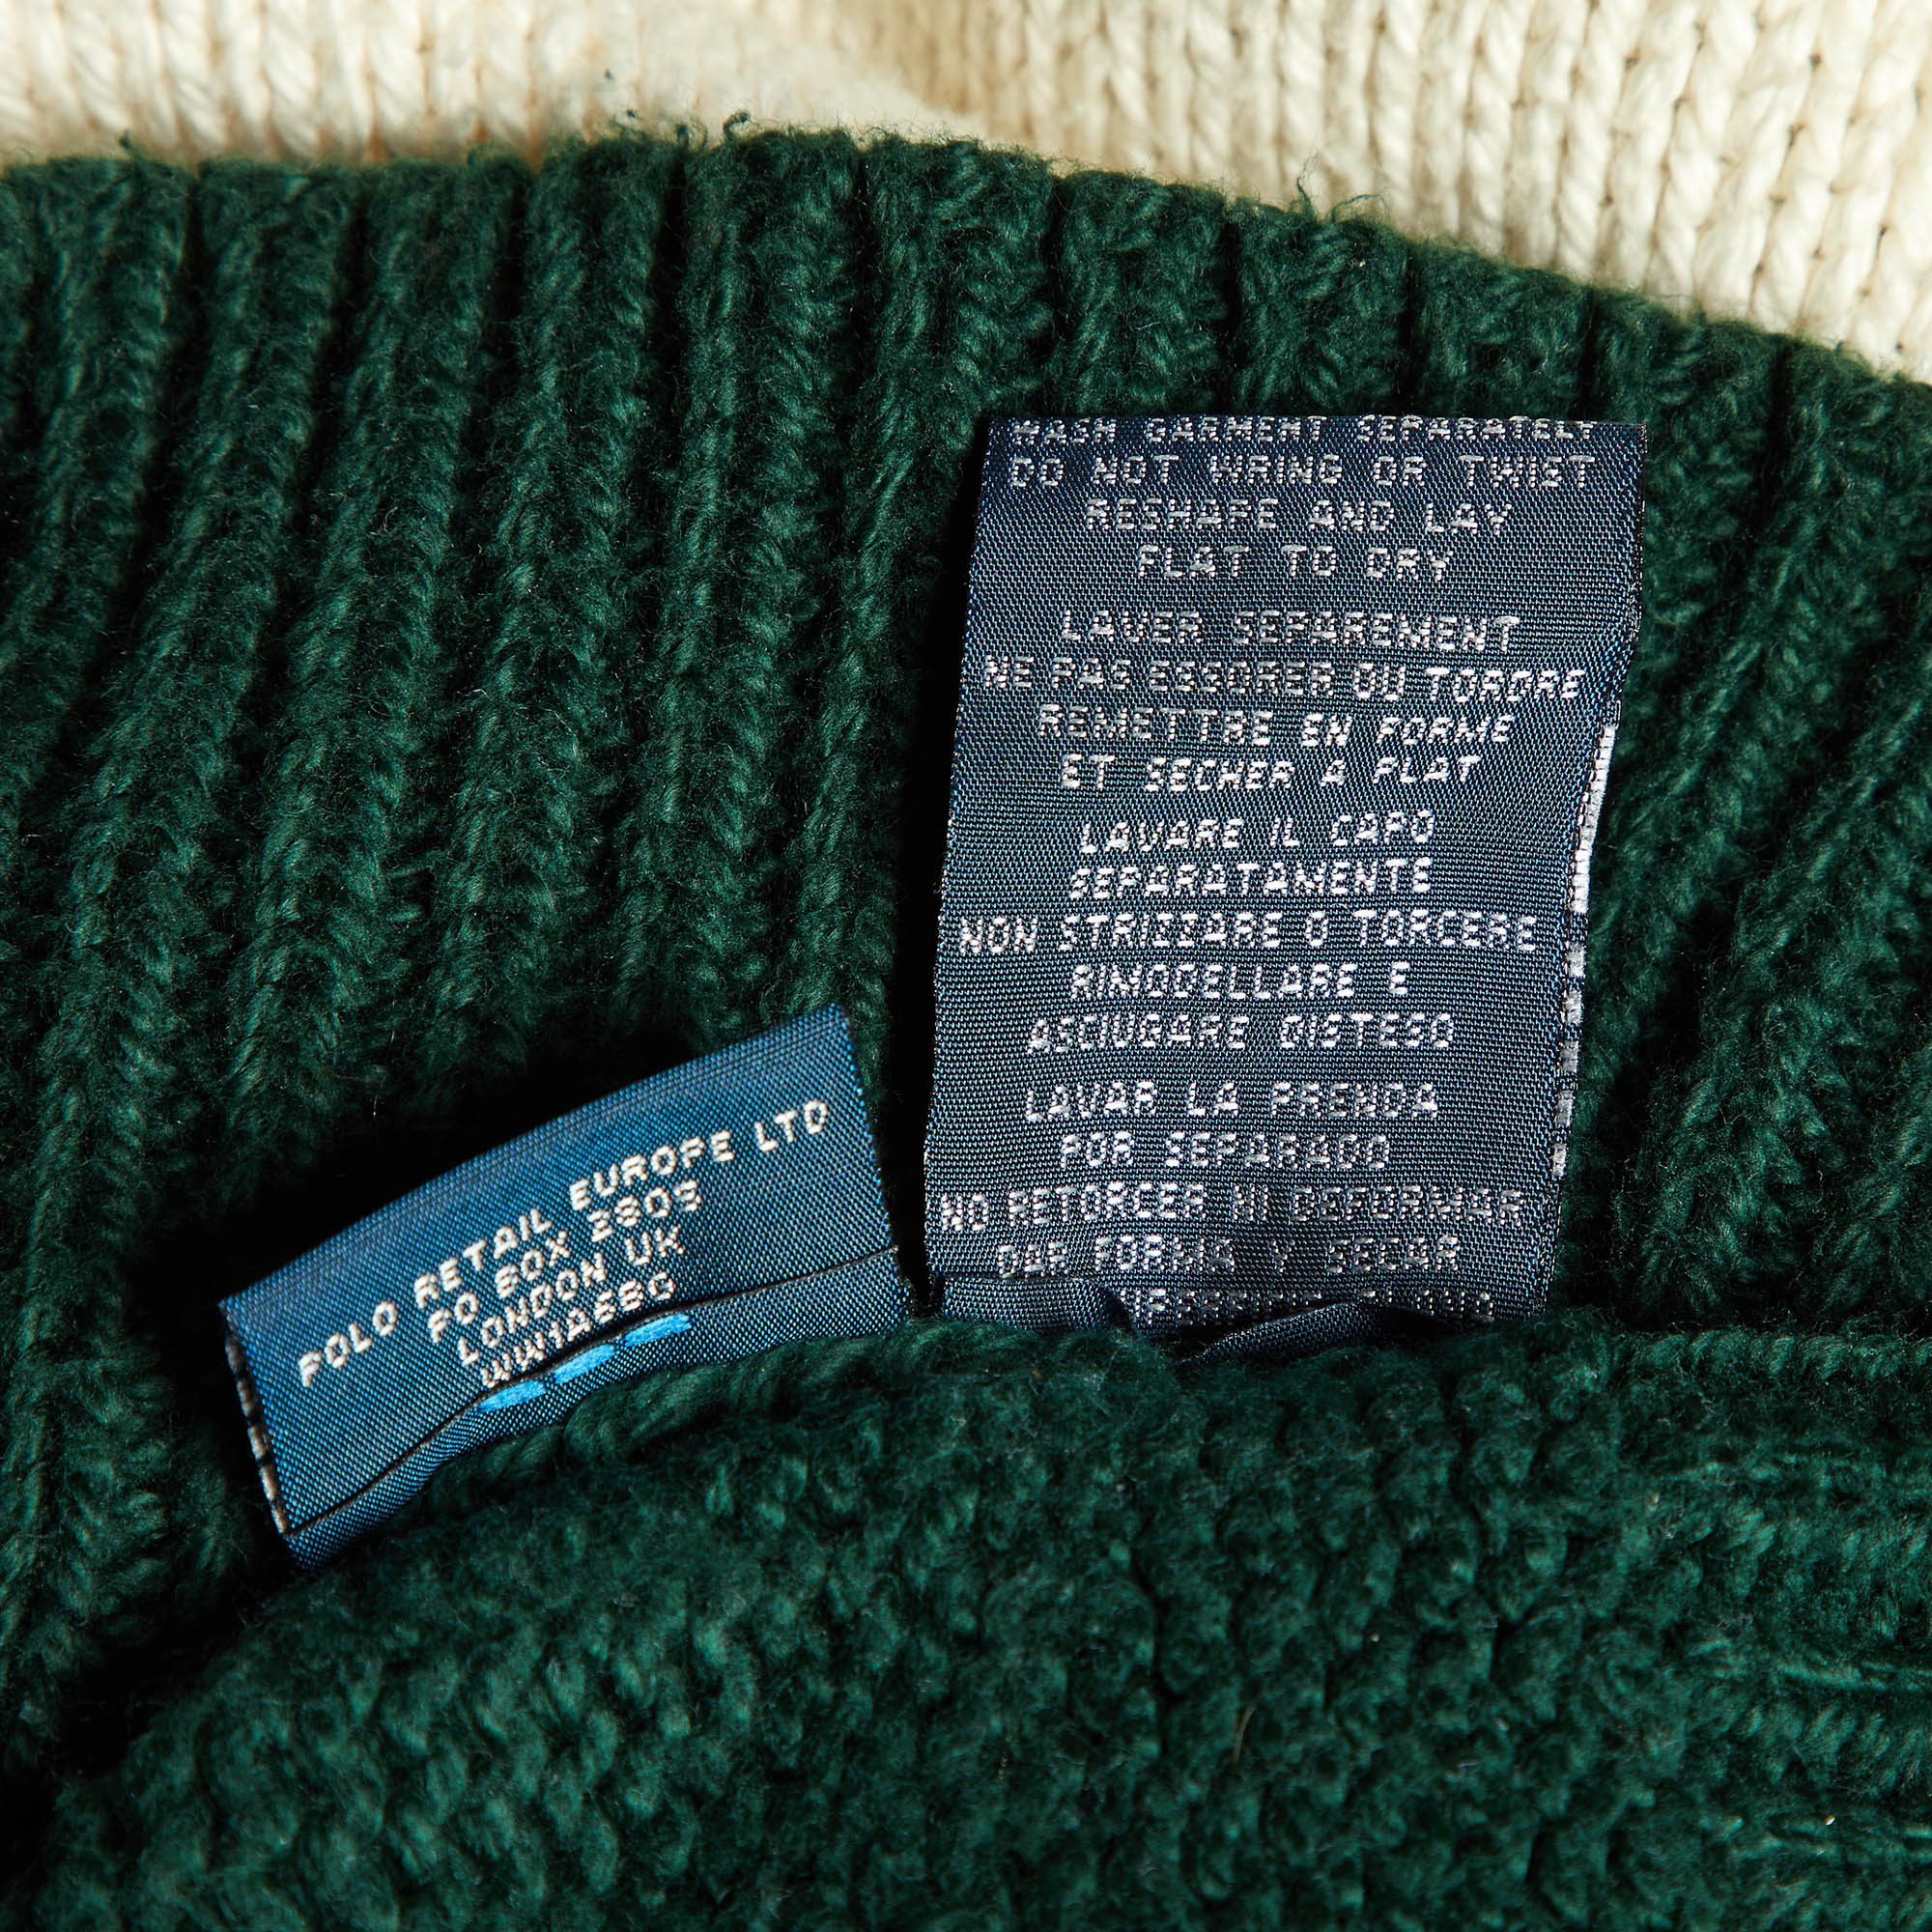 POLO RETAIL EUROPE LTD
PO BOX 2809
LONDON UK
WIW1A6BG
WASH GARMENT SEPARATELY
DO NOT WRING OR TWIST
RESHAPE AND LAY
FLAT TO DRY
LAVER SEPAREMENT
NE PAS ESSORER OU TORDRE
REMETTRE EN FORME
ET SECHER A PLAT
LAVARE IL CAPO
SEPARATAMENTE
NON STRIZZARE O TORCERE
RIMODELLARE E
ASCIUGARE DISTESO
LAVAR LA PRENDA
POR SEPARADO
NO RETORCER NI DEFORMAR
DAR FORMA Y SECAR